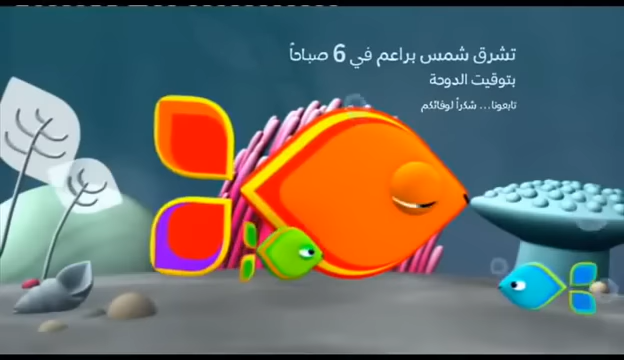 تشرق شمس براعم في 6 صباحاً
بتوقيت الدوحة
تابعونا... شكراً لوفائكم